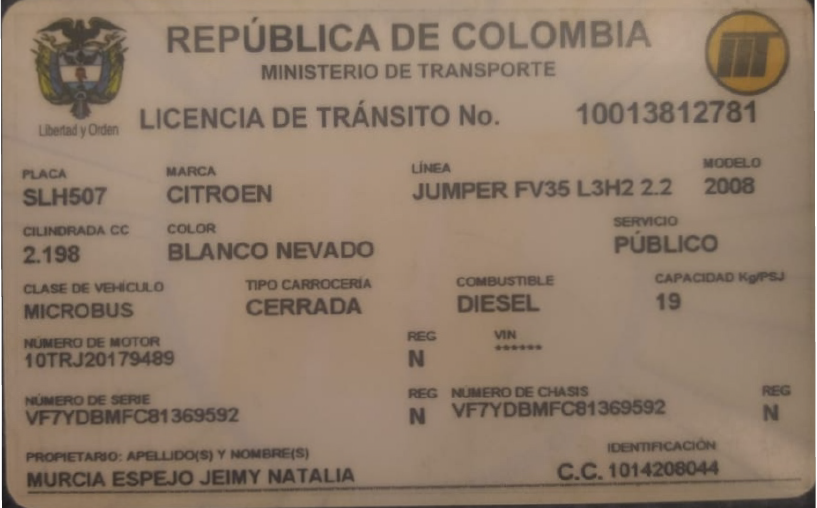 REPÚBLICA DE COLOMBIA
MINISTERIO DE TRANSPORTE
Libertad y Orden
LICENCIA DE TRÁNSITO No. 10013812781
PLACA MARCA LÍNEA MODELO
SLH507 CITROEN JUMPER FV35 L3H2 2.2 2008
CILINDRADA CC COLOR SERVICIO
2.198 BLANCO NEVADO PÚBLICO
CLASE DE VEHÍCULO TIPO CARROCERÍA COMBUSTIBLE CAPACIDAD Kg/PSJ
MICROBUS CERRADA DIESEL 19
NÚMERO DE MOTOR REG VIN
10TRJ20179489 N ******
NÚMERO DE SERIE REG NÚMERO DE CHASIS REG
VF7YDBMFC81369592 N VF7YDBMFC81369592 N
PROPIETARIO: APELLIDO(S) Y NOMBRE(S) IDENTIFICACIÓN
MURCIA ESPEJO JEIMY NATALIA C.C. 1014208044